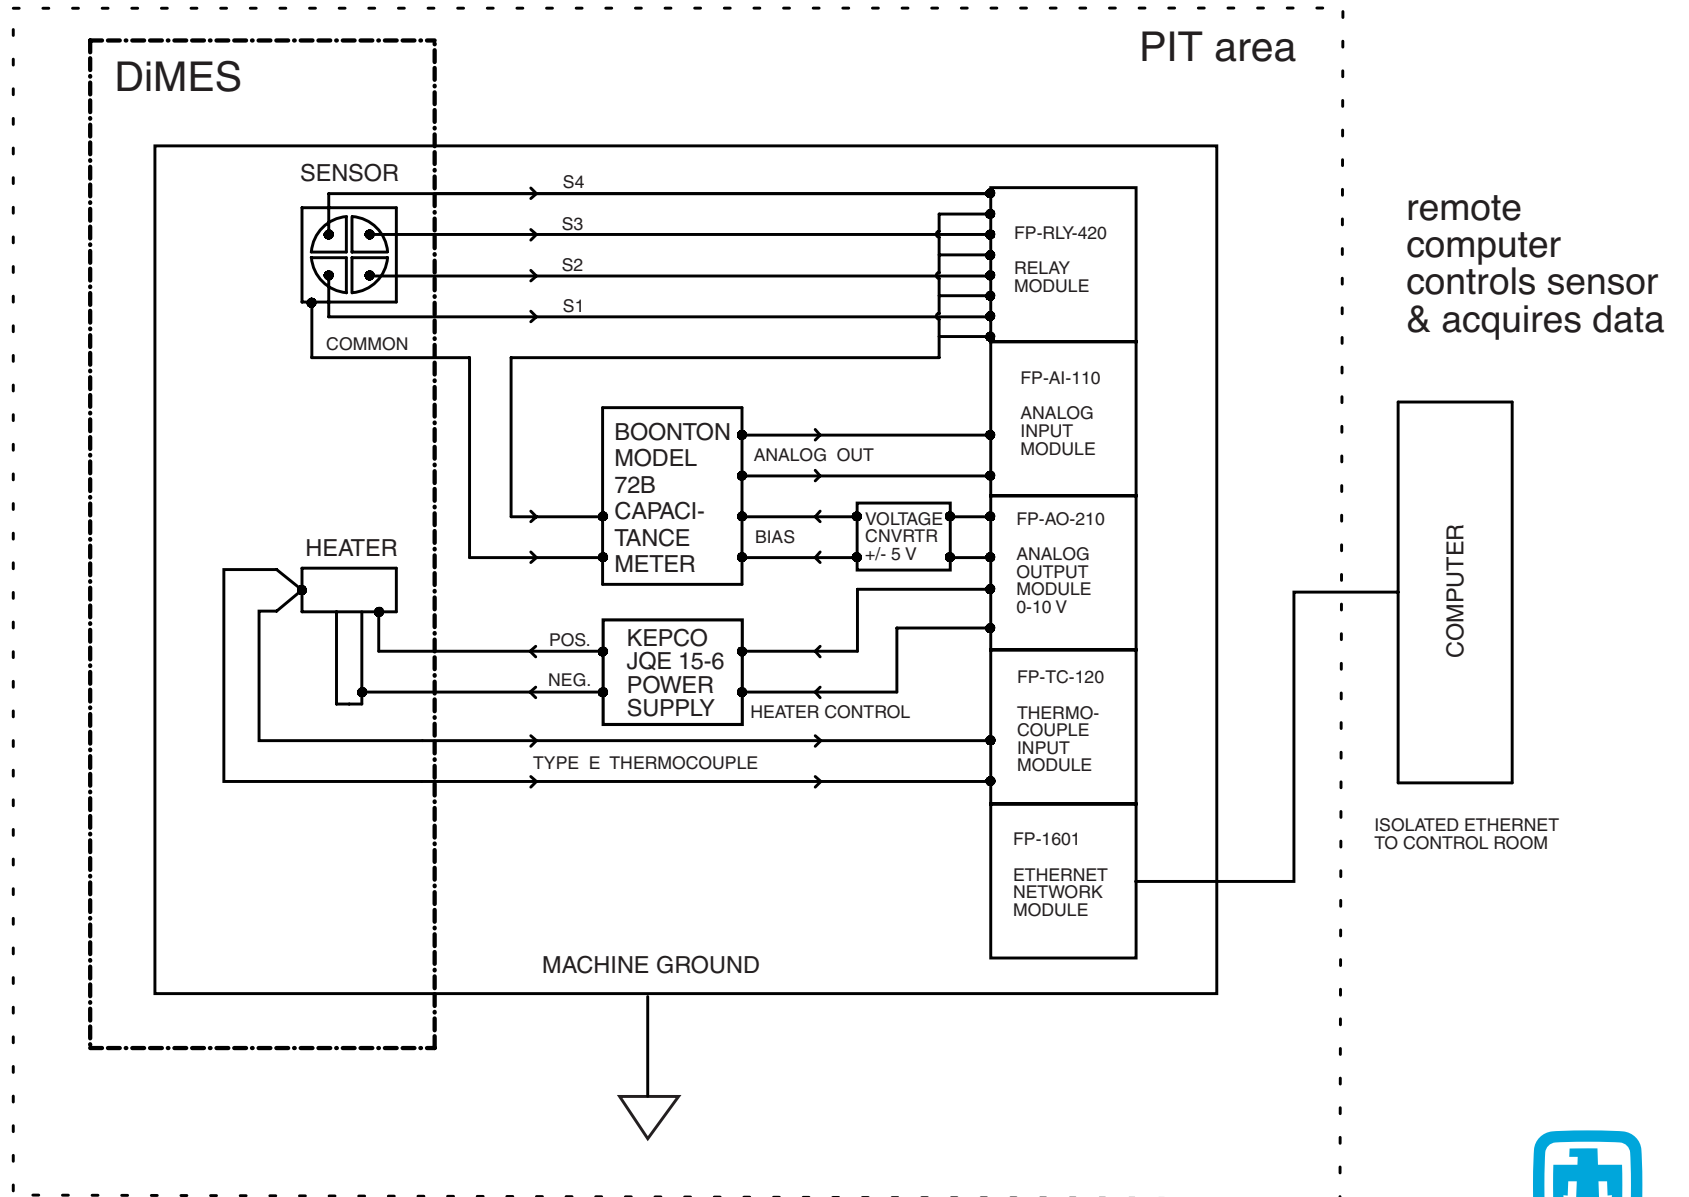 PIT area
DiMES
SENSOR
S4
S3
S2
S1
COMMON
FP-RLY-420
RELAY
MODULE
remote
computer
controls sensor
& acquires data
FP-AI-110
ANALOG
INPUT
MODULE
BOONTON
MODEL
72B
CAPACI-
TANCE
METER
ANALOG OUT
BIAS
VOLTAGE
CNVRTR
+/- 5 V
FP-AO-210
ANALOG
OUTPUT
MODULE
0-10 V
HEATER
POS.
NEG.
KEPCO
JQE 15-6
POWER
SUPPLY
HEATER CONTROL
FP-TC-120
THERMO-
COUPLE
INPUT
MODULE
TYPE E THERMOCOUPLE
COMPUTER
ISOLATED ETHERNET
TO CONTROL ROOM
FP-1601
ETHERNET
NETWORK
MODULE
MACHINE GROUND